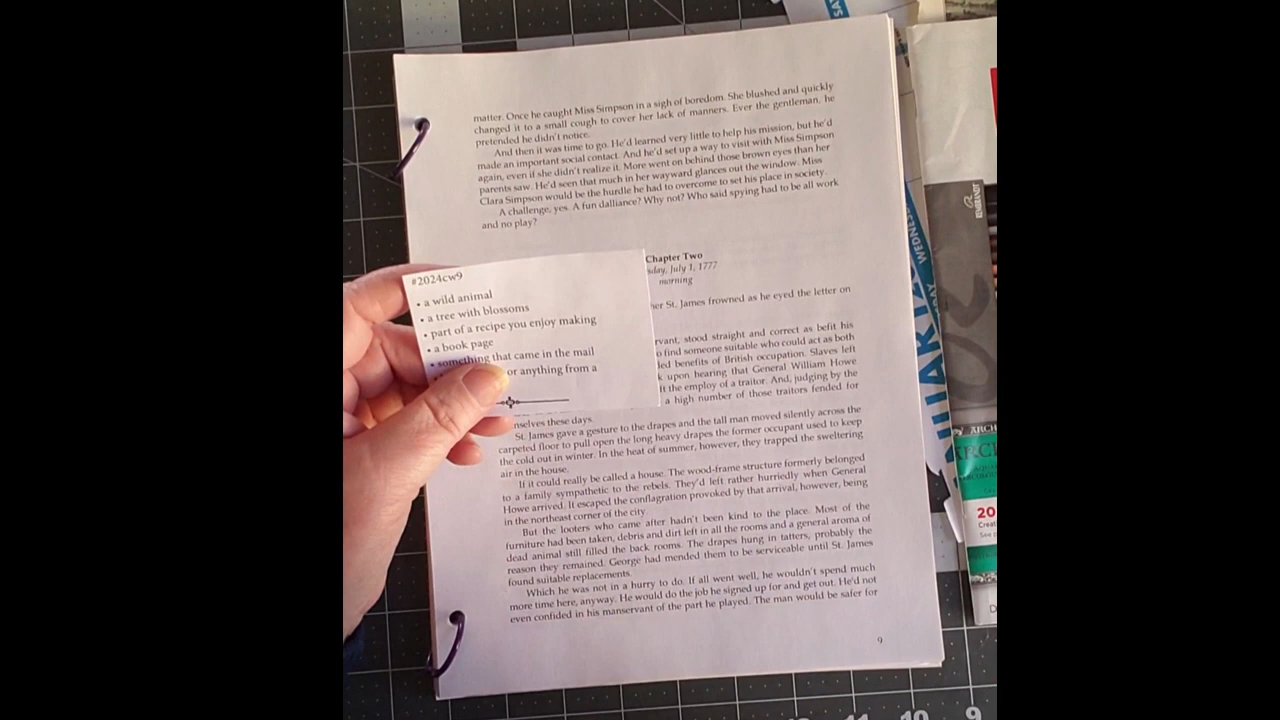 matter. Once he caught Miss Simpson in a sigh of boredom. She blushed and quickly
changed it to a small cough to cover her lack of manners. Ever the gentleman, he
pretended he didn't notice.
And then it was time to go. He'd learned very little to help his mission, but he'd
made an important social contact. And he'd set up a way to visit with Miss Simpson
again, even if she didn't realize it. More went on behind those brown eyes than her
parents saw. He'd seen that much in her wayward glances out the window. Miss
Clara Simpson would be the hurdle he had to overcome to set his place in society.
A challenge, yes. A fun dalliance? Why not? Who said spying had to be all work
and no play?
Chapter Two
day, July 1, 1777
morning
her St. James frowned as he eyed the letter on
rvant, stood straight and correct as befit his
o find someone suitable who could act as both
led benefits of British occupation. Slaves left
k upon hearing that General William Howe
ft the employ of a traitor. And, judging by the
a high number of those traitors fended for
nselves these days.
St. James gave a gesture to the drapes and the tall man moved silently across the
carpeted floor to pull open the long heavy drapes the former occupant used to keep
the cold out in winter. In the heat of summer, however, they trapped the sweltering
air in the house.
If it could really be called a house. The wood-frame structure formerly belonged
to a family sympathetic to the rebels. They'd left rather hurriedly when General
Howe arrived. It escaped the conflagration provoked by that arrival, however, being
in the northeast corner of the city.
But the looters who came after hadn't been kind to the place. Most of the
furniture had been taken, debris and dirt left in all the rooms and a general aroma of
dead animal still filled the back rooms. The drapes hung in tatters, probably the
reason they remained. George had mended them to be serviceable until St. James
found suitable replacements.
Which he was not in a hurry to do. If all went well, he wouldn't spend much
more time here, anyway. He would do the job he signed up for and get out. He'd not
even confided in his manservant of the part he played. The man would be safer for
9
#2024cw9
• a wild animal
• a tree with blossoms
• part of a recipe you enjoy making
• a book page
• something that came in the mail
or anything from a
WEDNES
REMBRANDT
ARCH
20
11
10
9